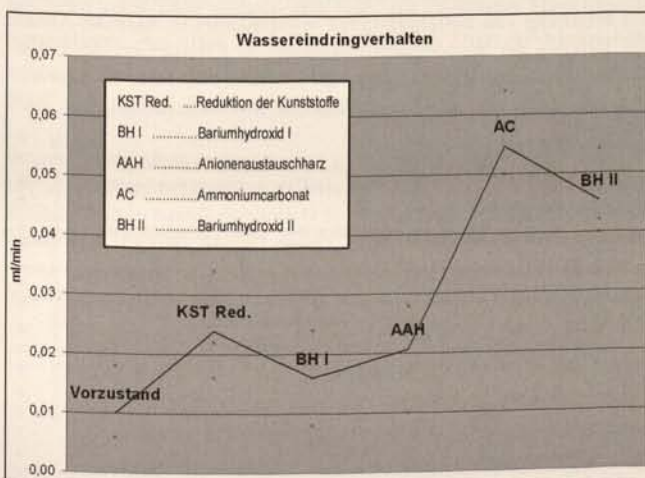 Wassereindringverhalten
0,07
0,06
0,05
0,04
0,03
0,02
0,01
0,00
ml/min
KST Red. ....Reduktion der Kunststoffe
BH I .............Bariumhydroxid I
AAH ............Anionenaustauschharz
AC ..............Ammoniumcarbonat
BH II ............Bariumhydroxid II
Vorzustand
KST Red.
BH I
AAH
AC
BH II